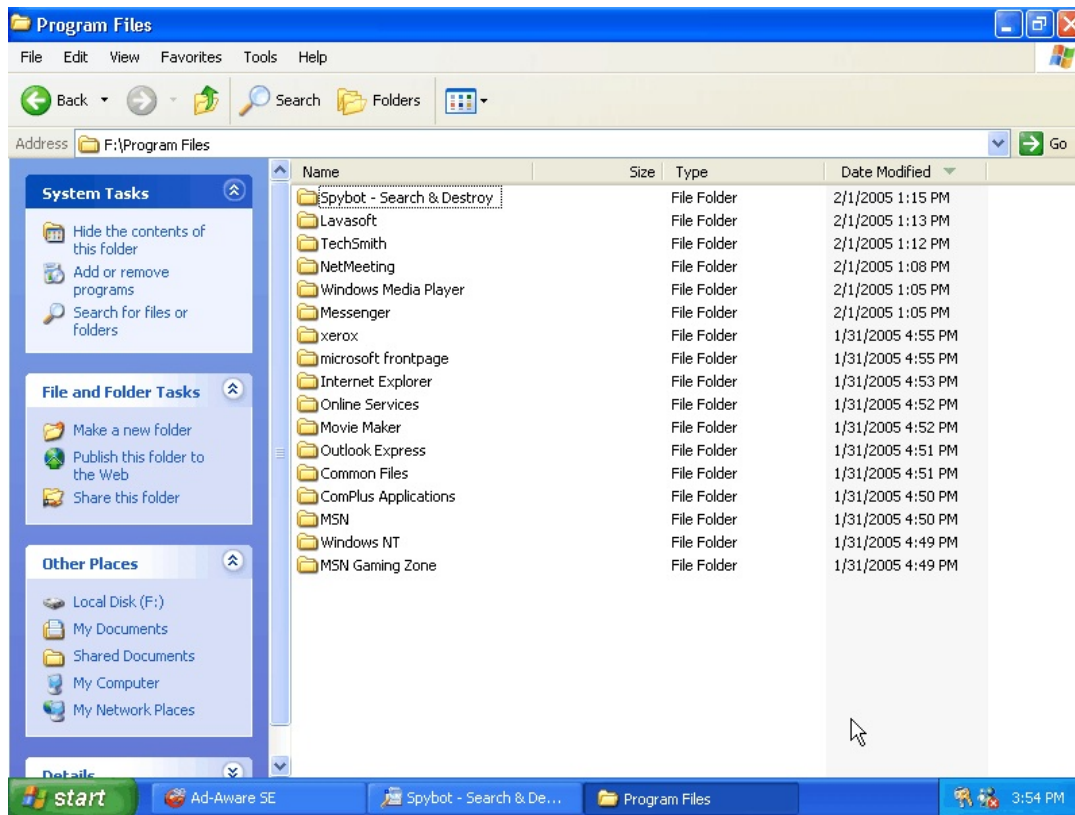 Program Files
File Edit View Favorites Tools Help
Back Search Folders
Address F:\Program Files Go
System Tasks
Hide the contents of
this folder
Add or remove
programs
Search for files or
folders
File and Folder Tasks
Make a new folder
Publish this folder to
the Web
Share this folder
Other Places
Local Disk (F:)
My Documents
Shared Documents
My Computer
My Network Places
Details
Name Size Type Date Modified
Spybot - Search & Destroy File Folder 2/1/2005 1:15 PM
Lavasoft File Folder 2/1/2005 1:13 PM
TechSmith File Folder 2/1/2005 1:12 PM
NetMeeting File Folder 2/1/2005 1:08 PM
Windows Media Player File Folder 2/1/2005 1:05 PM
Messenger File Folder 2/1/2005 1:05 PM
xerox File Folder 1/31/2005 4:55 PM
microsoft frontpage File Folder 1/31/2005 4:55 PM
Internet Explorer File Folder 1/31/2005 4:53 PM
Online Services File Folder 1/31/2005 4:52 PM
Movie Maker File Folder 1/31/2005 4:52 PM
Outlook Express File Folder 1/31/2005 4:51 PM
Common Files File Folder 1/31/2005 4:51 PM
ComPlus Applications File Folder 1/31/2005 4:50 PM
MSN File Folder 1/31/2005 4:50 PM
Windows NT File Folder 1/31/2005 4:49 PM
MSN Gaming Zone File Folder 1/31/2005 4:49 PM
start Ad-Aware SE Spybot - Search & De... Program Files 3:54 PM